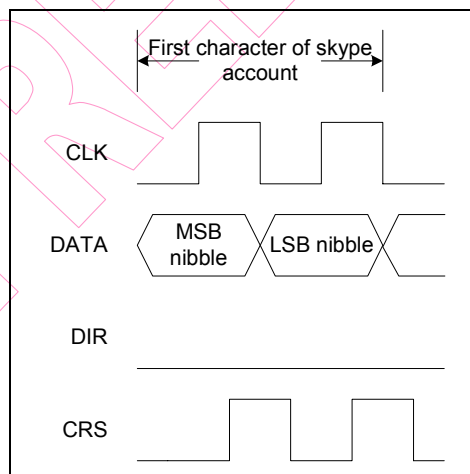 First character of skype
account
CLK
DATA
MSB
nibble
LSB nibble
DIR
CRS